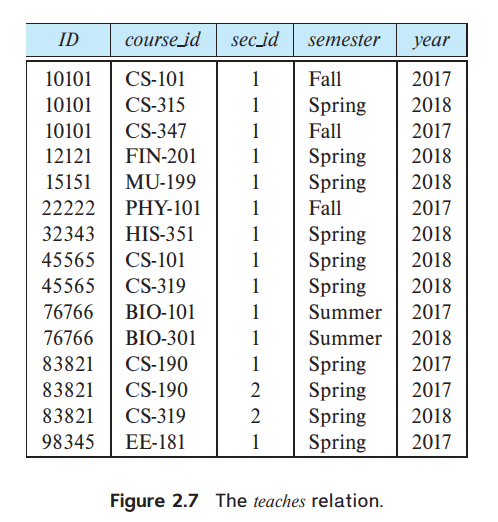 ID course_id sec_id semester year
10101 CS-101 1 Fall 2017
10101 CS-315 1 Spring 2018
10101 CS-347 1 Fall 2017
12121 FIN-201 1 Spring 2018
15151 MU-199 1 Spring 2018
22222 PHY-101 1 Fall 2017
32343 HIS-351 1 Spring 2018
45565 CS-101 1 Spring 2018
45565 CS-319 1 Spring 2018
76766 BIO-101 1 Summer 2017
76766 BIO-301 1 Summer 2018
83821 CS-190 1 Spring 2017
83821 CS-190 2 Spring 2017
83821 CS-319 2 Spring 2018
98345 EE-181 1 Spring 2017
Figure 2.7 The teaches relation.